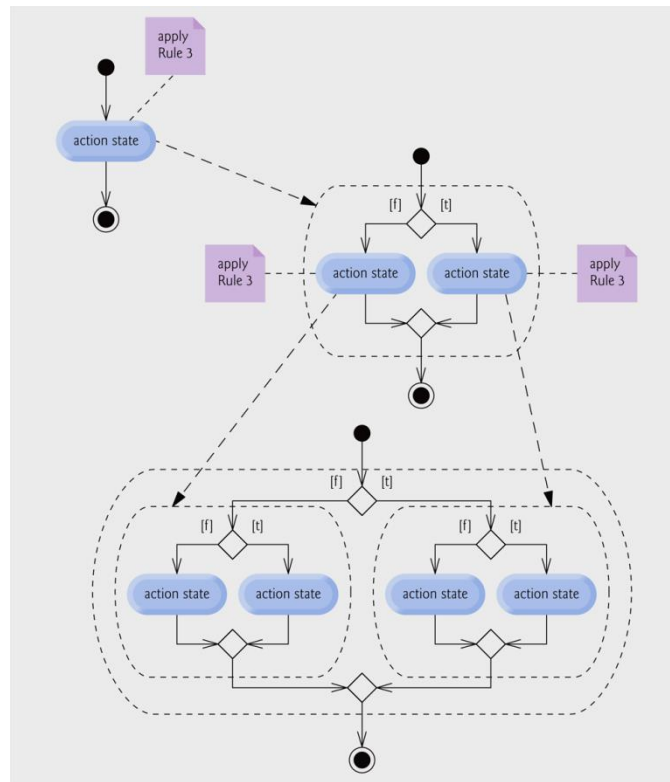 apply
Rule 3
action state
[f] [t]
apply
Rule 3
action state
action state
apply
Rule 3
[f] [t]
[f] [t]
[f] [t]
action state
action state
action state
action state